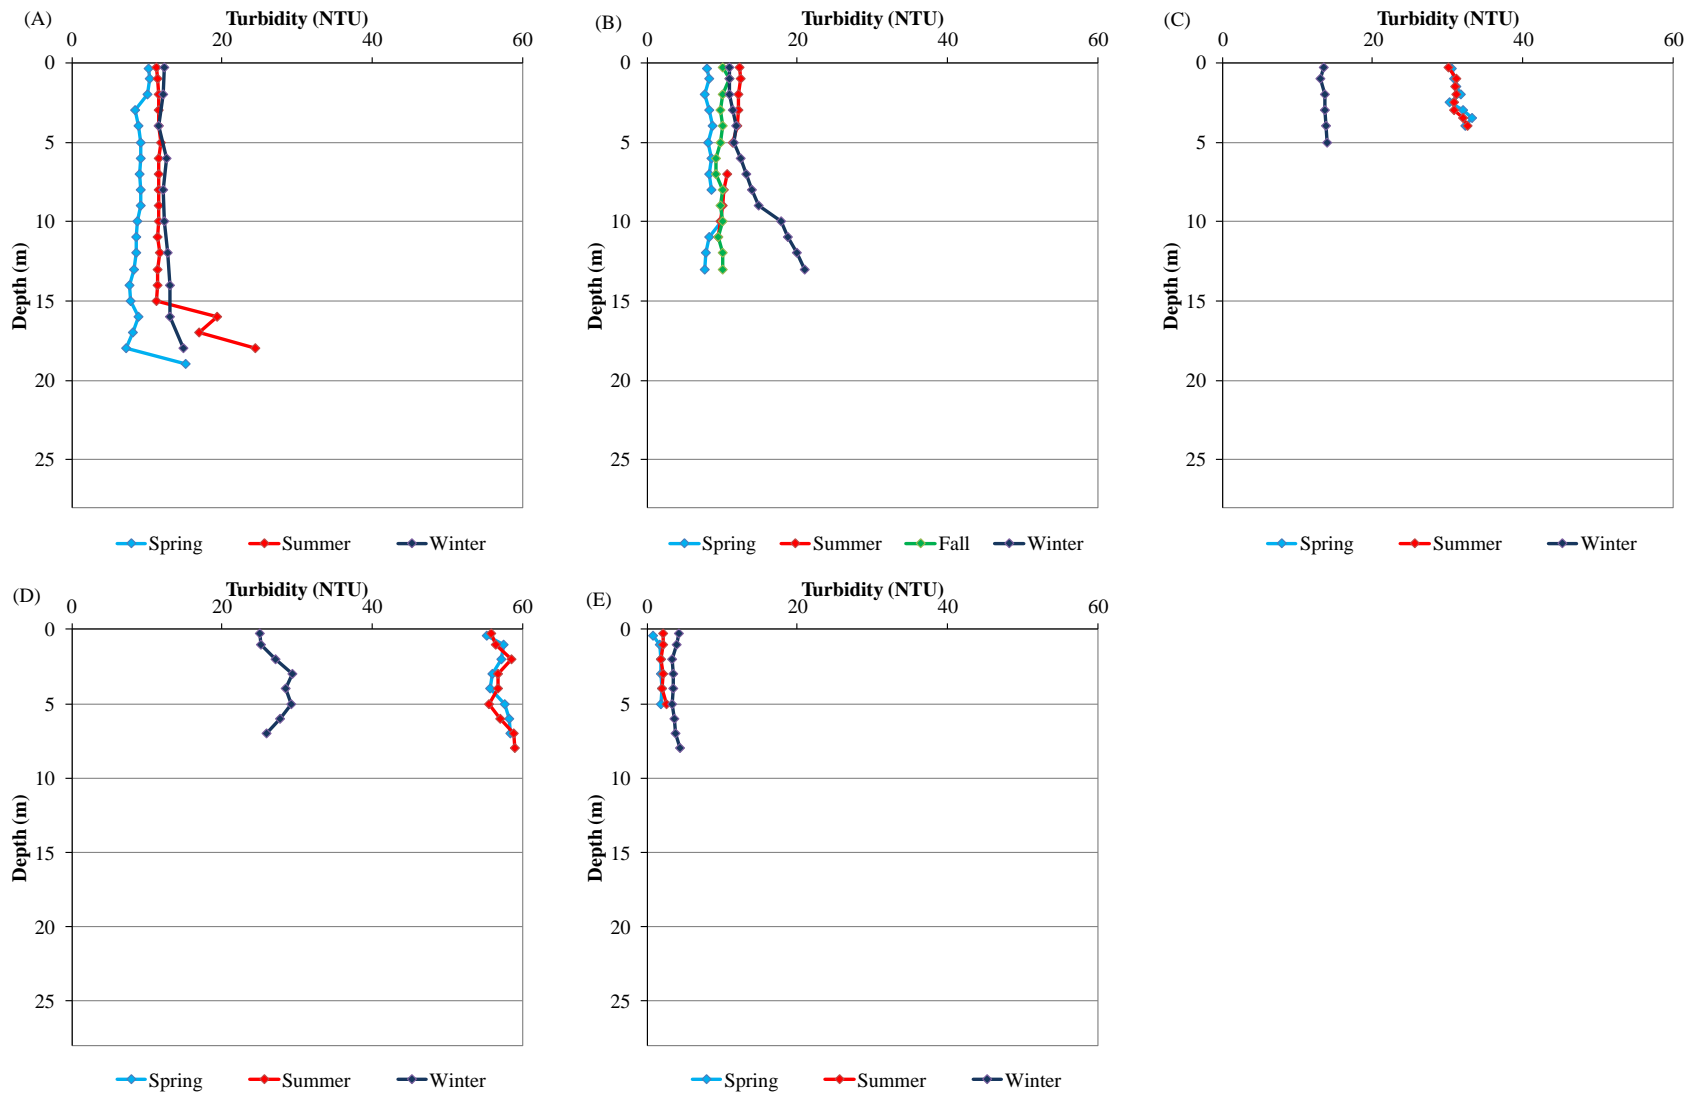 (A) Turbidity (NTU)
0 20 40 60
0
5
10
15
20
25
Depth (m)
Spring Summer Winter
(B) Turbidity (NTU)
0 20 40 60
0
5
10
15
20
25
Depth (m)
Spring Summer Fall Winter
(C) Turbidity (NTU)
0 20 40 60
0
5
10
15
20
25
Depth (m)
Spring Summer Winter
(D) Turbidity (NTU)
0 20 40 60
0
5
10
15
20
25
Depth (m)
Spring Summer Winter
(E) Turbidity (NTU)
0 20 40 60
0
5
10
15
20
25
Depth (m)
Spring Summer Winter